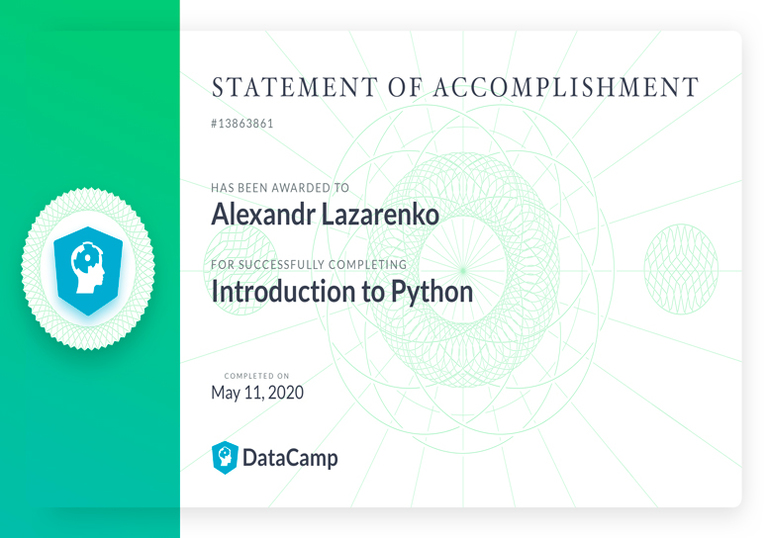 STATEMENT OF ACCOMPLISHMENT
#13863861
HAS BEEN AWARDED TO
Alexandr Lazarenko
FOR SUCCESSFULLY COMPLETING
Introduction to Python
COMPLETED ON
May 11, 2020
DataCamp